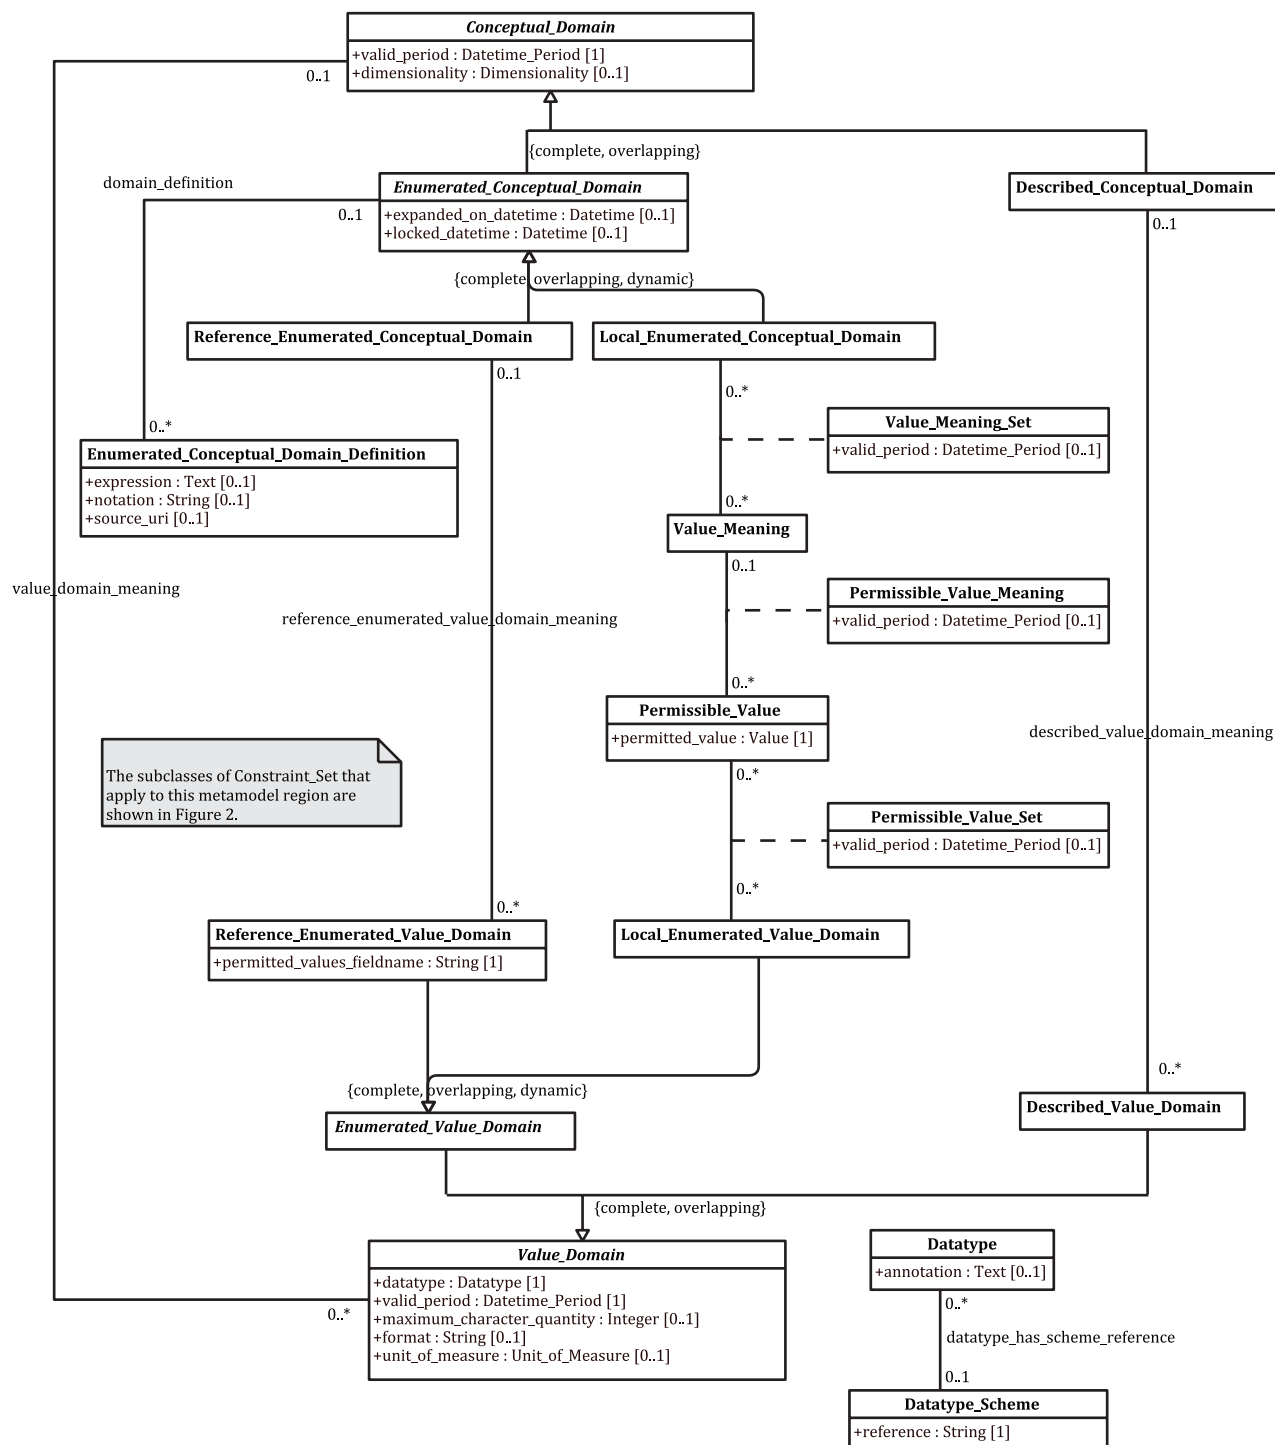 Conceptual_Domain
+valid_period : Datetime_Period [1]
+dimensionality : Dimensionality [0..1]
0..1
{complete, overlapping}
domain_definition
Enumerated_Conceptual_Domain
+expanded_on_datetime : Datetime [0..1]
+locked_datetime : Datetime [0..1]
0..1
Described_Conceptual_Domain
0..1
{complete, overlapping, dynamic}
Reference_Enumerated_Conceptual_Domain
0..1
Local_Enumerated_Conceptual_Domain
0..*
Value_Meaning_Set
+valid_period : Datetime_Period [0..1]
0..*
Enumerated_Conceptual_Domain_Definition
+expression : Text [0..1]
+notation : String [0..1]
+source_uri [0..1]
0..*
Value_Meaning
0..1
value_domain_meaning
reference_enumerated_value_domain_meaning
Permissible_Value_Meaning
+valid_period : Datetime_Period [0..1]
0..*
Permissible_Value
+permitted_value : Value [1]
0..*
described_value_domain_meaning
The subclasses of Constraint_Set that
apply to this metamodel region are
shown in Figure 2.
Permissible_Value_Set
+valid_period : Datetime_Period [0..1]
0..*
0..*
Reference_Enumerated_Value_Domain
+permitted_values_fieldname : String [1]
Local_Enumerated_Value_Domain
0..*
{complete, overlapping, dynamic}
Enumerated_Value_Domain
Described_Value_Domain
{complete, overlapping}
Value_Domain
+datatype : Datatype [1]
+valid_period : Datetime_Period [1]
+maximum_character_quantity : Integer [0..1]
+format : String [0..1]
+unit_of_measure : Unit_of_Measure [0..1]
0..*
Datatype
+annotation : Text [0..1]
0..*
datatype_has_scheme_reference
0..1
Datatype_Scheme
+reference : String [1]